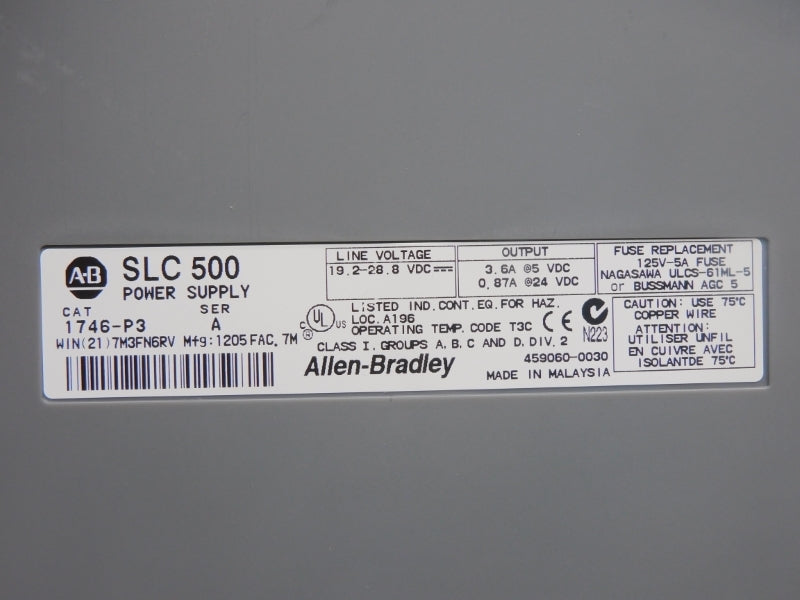 A-B
SLC 500
POWER SUPPLY
CAT SER
1746-P3 A
WIN(21)7M3FN6RV Mf9:1205 FAC. 7M
LINE VOLTAGE
19.2-28.8 VDC
OUTPUT
3.6A @5 VDC
0.87A @24 VDC
FUSE REPLACEMENT
125V-5A FUSE
NAGASAWA ULCS-61ML-5
or BUSSMANN AGC 5
C UL US
®
LISTED IND.CONT.EQ.FOR HAZ.
LOC. A196
OPERATING TEMP. CODE T3C
CLASS I. GROUPS A.B.C AND D.DIV.2
CE
N223
CAUTION: USE 75°C
COPPER WIRE
ATTENTION:
UTILISER UNFIL
EN CUIVRE AVEC
ISOLANTDE 75°C
Allen-Bradley
459060-0030
MADE IN MALAYSIA